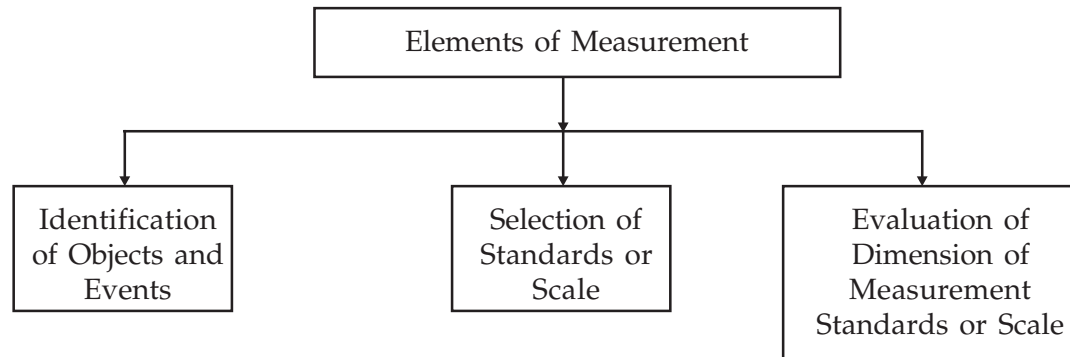 Elements of Measurement
Identification
of Objects and
Events
Selection of
Standards or
Scale
Evaluation of
Dimension of
Measurement
Standards or Scale